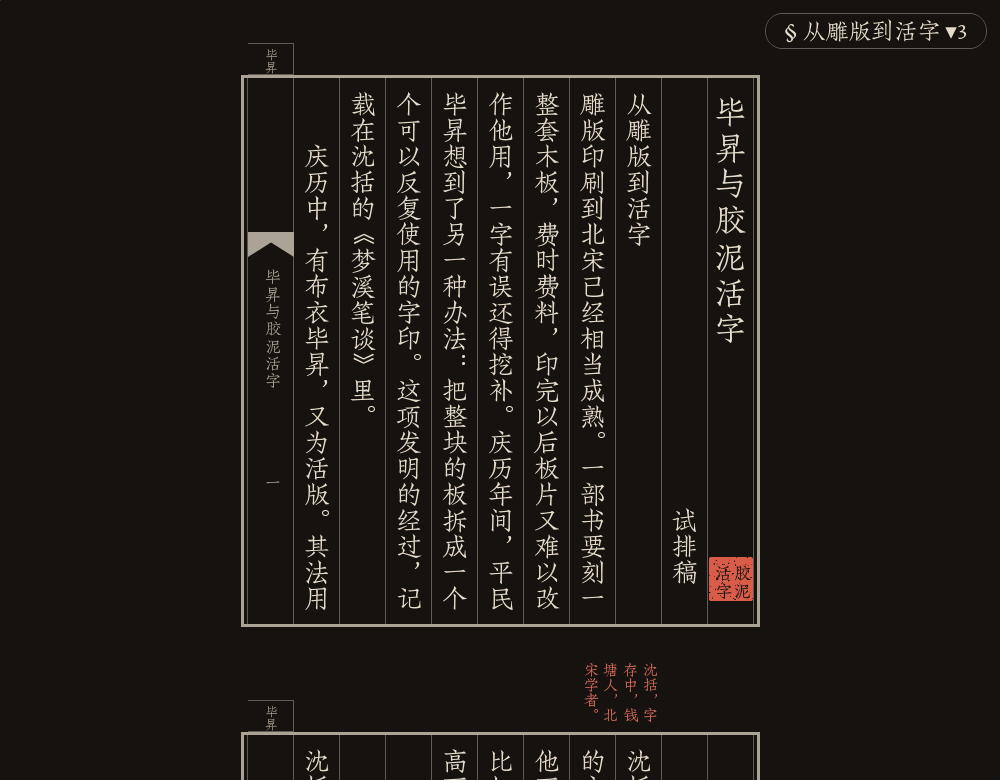 § 从雕版到活字 ▾3
毕昇与胶泥活字
胶泥
活字
试排稿
从雕版到活字
雕版印刷到北宋已经相当成熟。一部书要刻一
整套木板，费时费料，印完以后板片又难以改
作他用，一字有误还得挖补。庆历年间，平民
毕昇想到了另一种办法：把整块的板拆成一个
个可以反复使用的字印。这项发明的经过，记
载在沈括的《梦溪笔谈》里。
庆历中，有布衣毕昇，又为活版。其法用
毕昇
毕昇与胶泥活字
一
沈括，字
存中，钱
塘人，北
宋学者。
沈
的
他
比
高
沈
毕昇